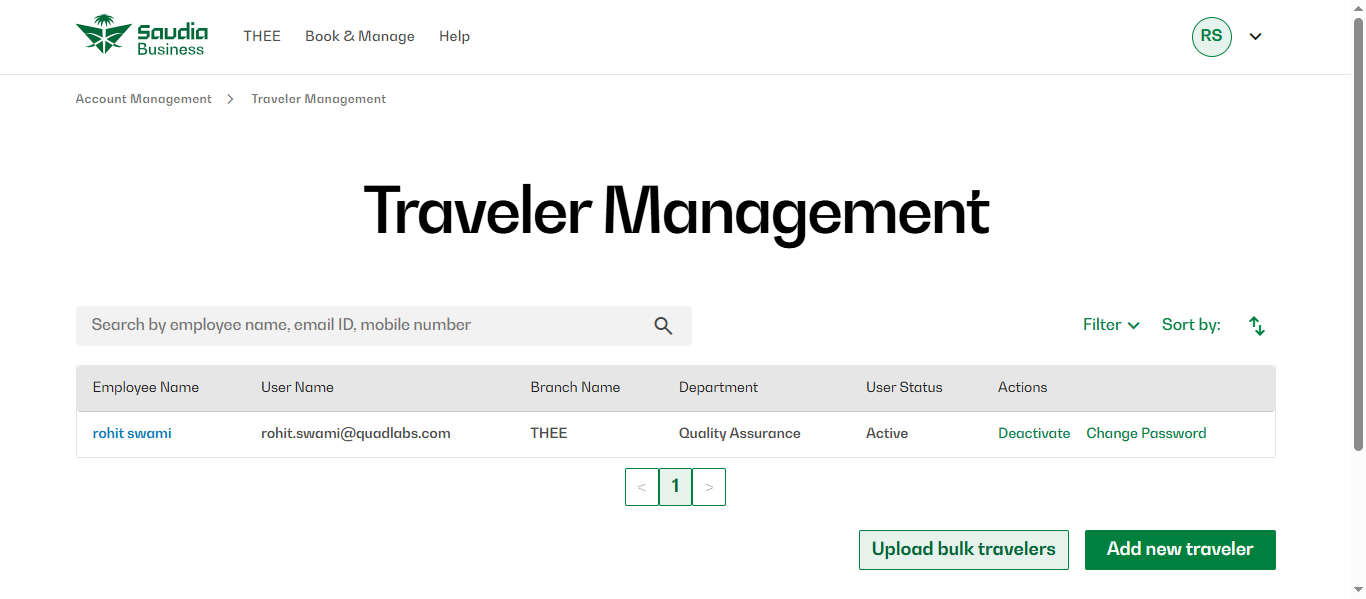 Saudia
Business
THEE Book & Manage Help
RS
Account Management > Traveler Management
Traveler Management
Search by employee name, email ID, mobile number
Filter Sort by:
Employee Name User Name Branch Name Department User Status Actions
rohit swami rohit.swami@quadlabs.com THEE Quality Assurance Active Deactivate Change Password
< 1 >
Upload bulk travelers Add new traveler